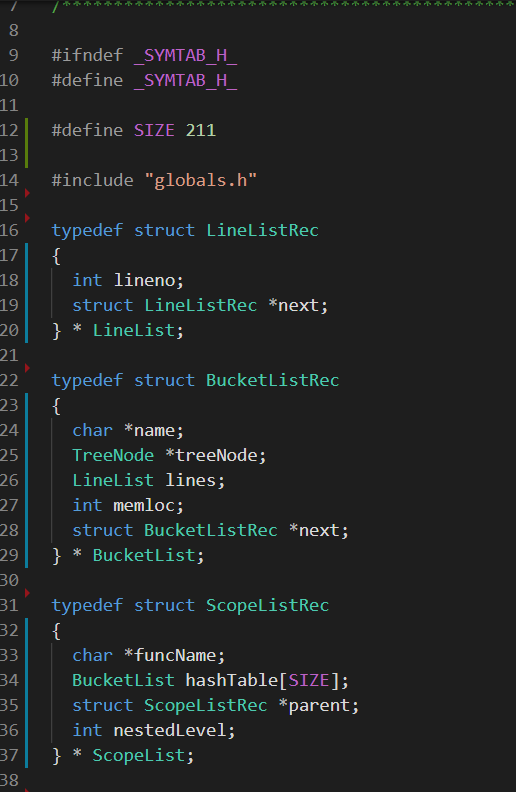 7 /**************************************************
8
9 #ifndef _SYMTAB_H_
10 #define _SYMTAB_H_
11
12 #define SIZE 211
13
14 #include "globals.h"
15
16 typedef struct LineListRec
17 {
18   int lineno;
19   struct LineListRec *next;
20 } * LineList;
21
22 typedef struct BucketListRec
23 {
24   char *name;
25   TreeNode *treeNode;
26   LineList lines;
27   int memloc;
28   struct BucketListRec *next;
29 } * BucketList;
30
31 typedef struct ScopeListRec
32 {
33   char *funcName;
34   BucketList hashTable[SIZE];
35   struct ScopeListRec *parent;
36   int nestedLevel;
37 } * ScopeList;
38